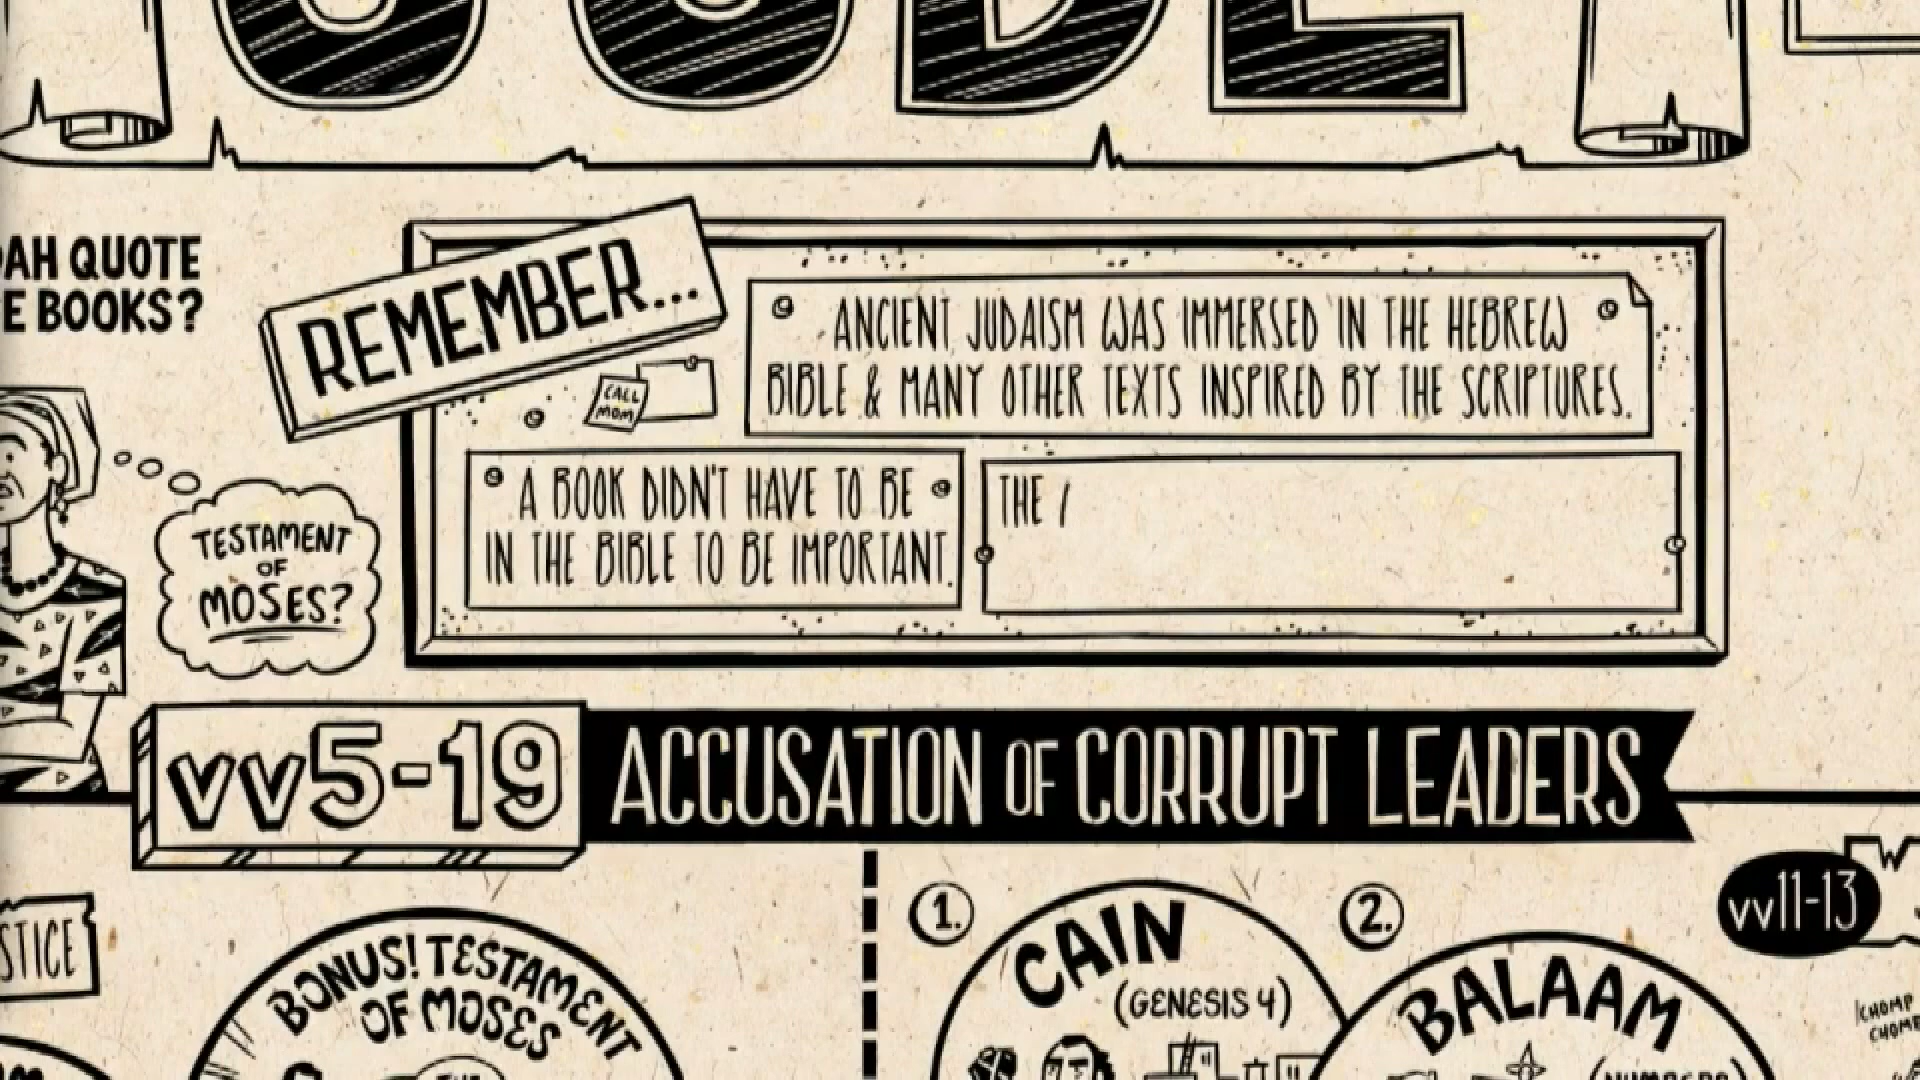 DAH QUOTE
E BOOKS?
REMEMBER...
CALL
MOM
ANCIENT JUDAISM WAS IMMERSED IN THE HEBREW
BIBLE & MANY OTHER TEXTS INSPIRED BY THE SCRIPTURES.
A BOOK DIDN'T HAVE TO BE
IN THE BIBLE TO BE IMPORTANT.
THE
TESTAMENT
OF
MOSES?
vv5-19 ACCUSATION OF CORRUPT LEADERS
STICE
BONUS! TESTAMENT
OF MOSES
1.
CAIN
(GENESIS 4)
2.
BALAAM
(NUMBERS)
vv11-13
CHOMP
CHOMP